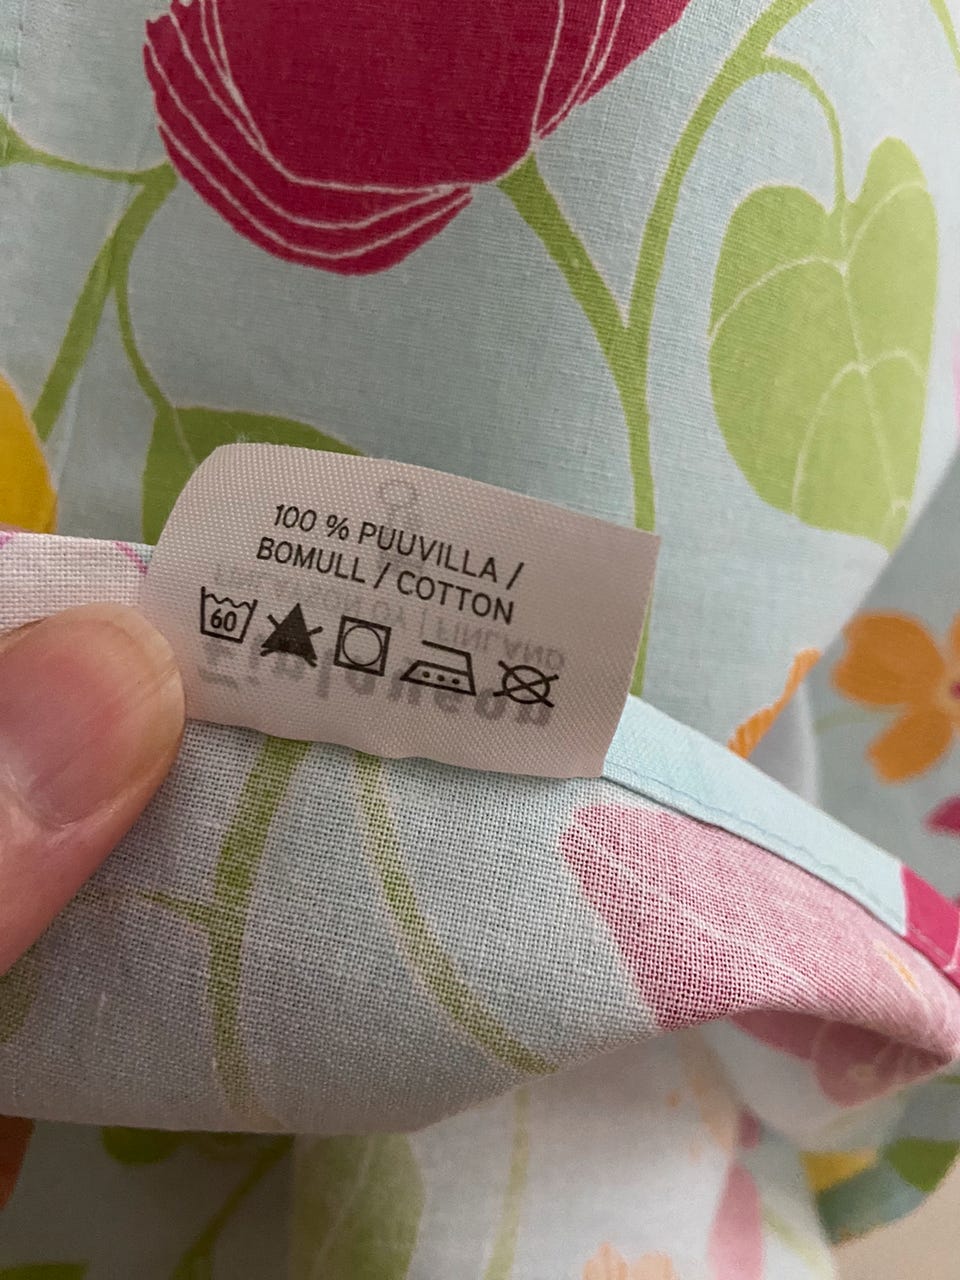 100 % PUUVILLA /
BOMULL / COTTON
60